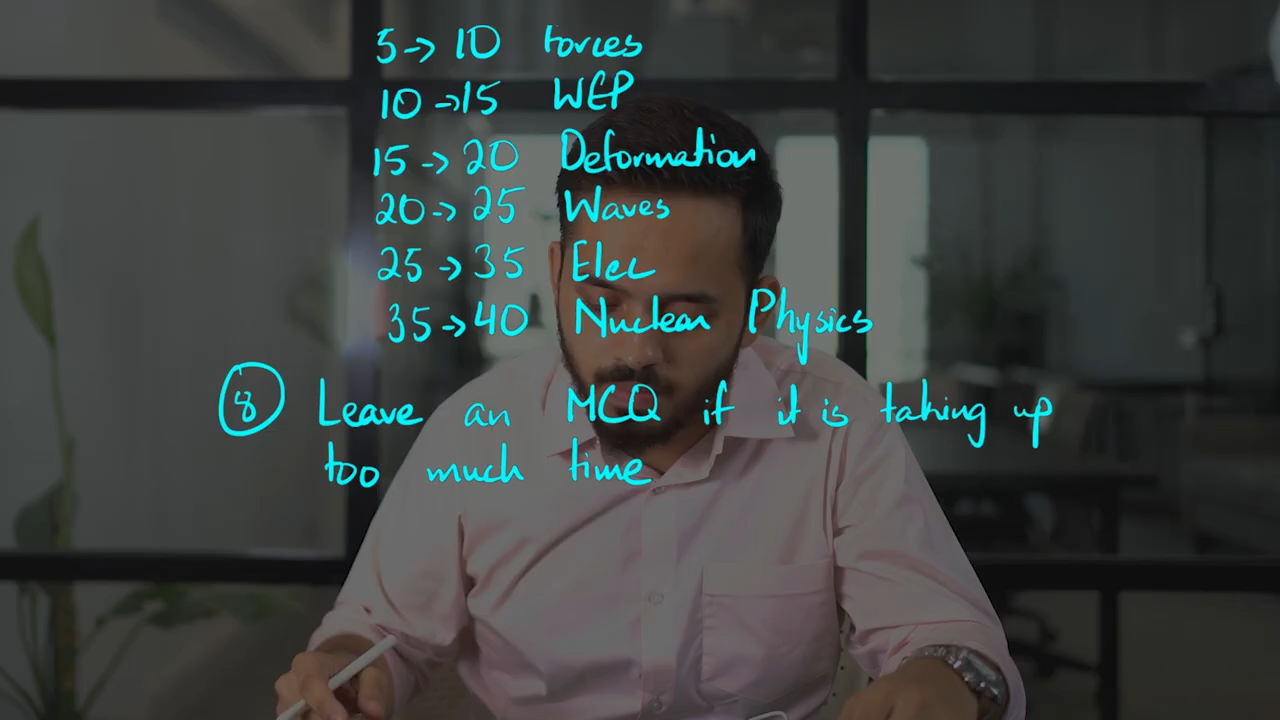 5 → 10 Forces
10 → 15 WEP
15 → 20 Deformation
20 → 25 Waves
25 → 35 Elec
35 → 40 Nuclear Physics
⑧ Leave an MCQ if it is taking up
too much time